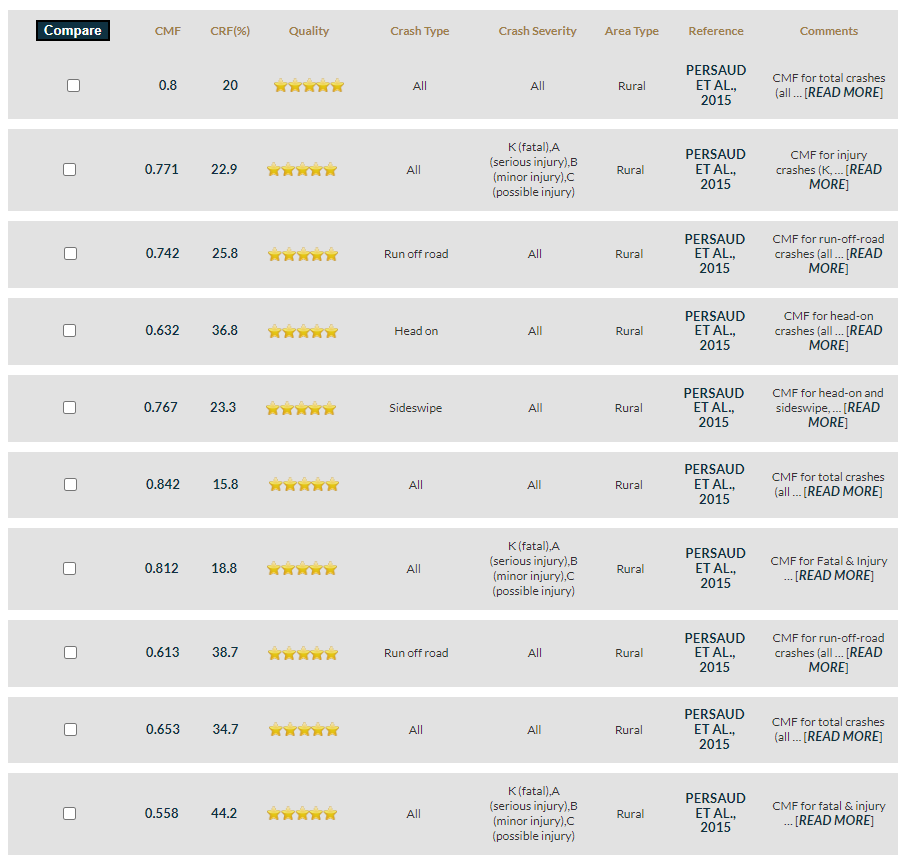 Compare CMF CRF(%) Quality Crash Type Crash Severity Area Type Reference Comments
0.8 20 All All Rural PERSAUD ET AL., 2015 CMF for total crashes (all ... [READ MORE]
0.771 22.9 All K (fatal),A (serious injury),B (minor injury),C (possible injury) Rural PERSAUD ET AL., 2015 CMF for injury crashes (K, ... [READ MORE]
0.742 25.8 Run off road All Rural PERSAUD ET AL., 2015 CMF for run-off-road crashes (all ... [READ MORE]
0.632 36.8 Head on All Rural PERSAUD ET AL., 2015 CMF for head-on crashes (all ... [READ MORE]
0.767 23.3 Sideswipe All Rural PERSAUD ET AL., 2015 CMF for head-on and sideswipe, ... [READ MORE]
0.842 15.8 All All Rural PERSAUD ET AL., 2015 CMF for total crashes (all ... [READ MORE]
0.812 18.8 All K (fatal),A (serious injury),B (minor injury),C (possible injury) Rural PERSAUD ET AL., 2015 CMF for Fatal & Injury ... [READ MORE]
0.613 38.7 Run off road All Rural PERSAUD ET AL., 2015 CMF for run-off-road crashes (all ... [READ MORE]
0.653 34.7 All All Rural PERSAUD ET AL., 2015 CMF for total crashes (all ... [READ MORE]
0.558 44.2 All K (fatal),A (serious injury),B (minor injury),C (possible injury) Rural PERSAUD ET AL., 2015 CMF for fatal & injury ... [READ MORE]